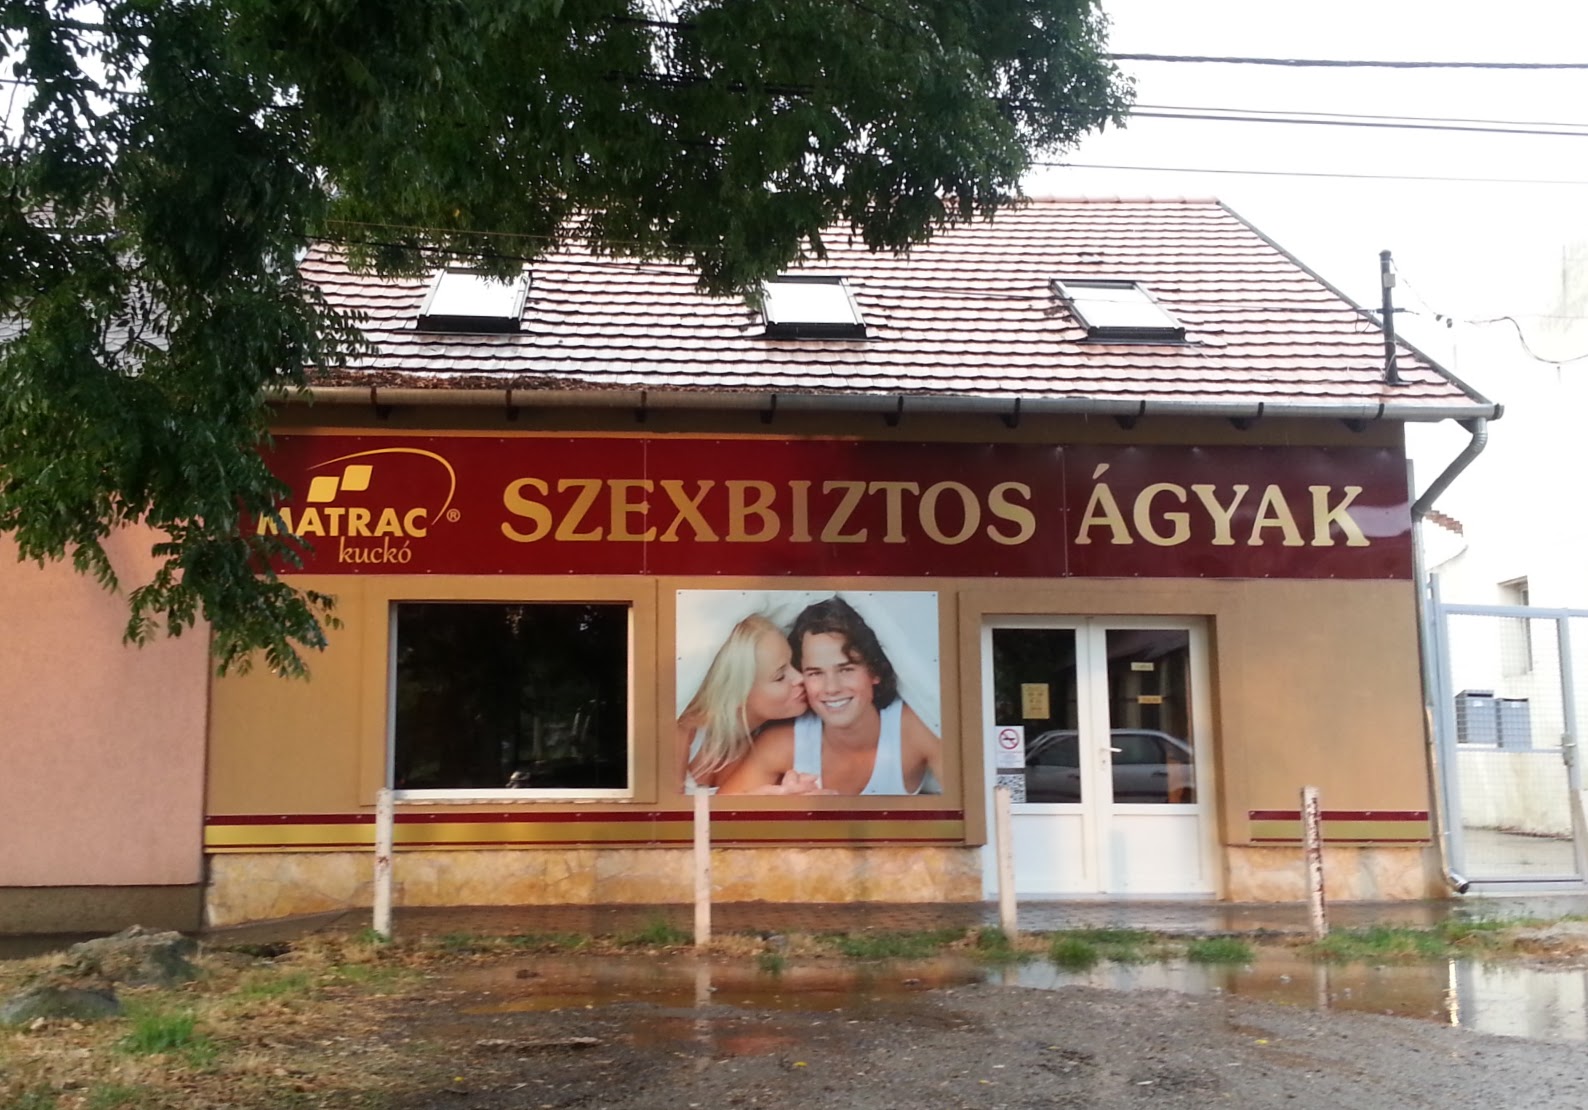 MATRAC ®
kuckó
SZEXBIZTOS ÁGYAK